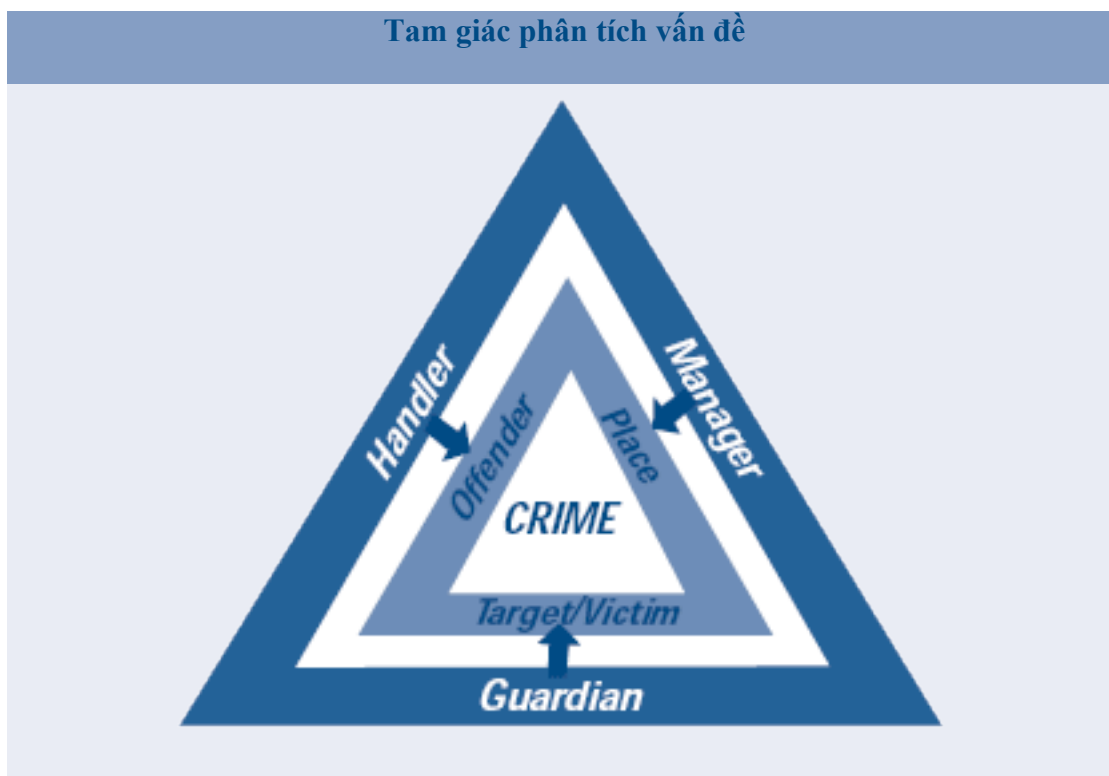 Tam giác phân tích vấn đề
Handler
Manager
Offender
Place
CRIME
Target/Victim
Guardian